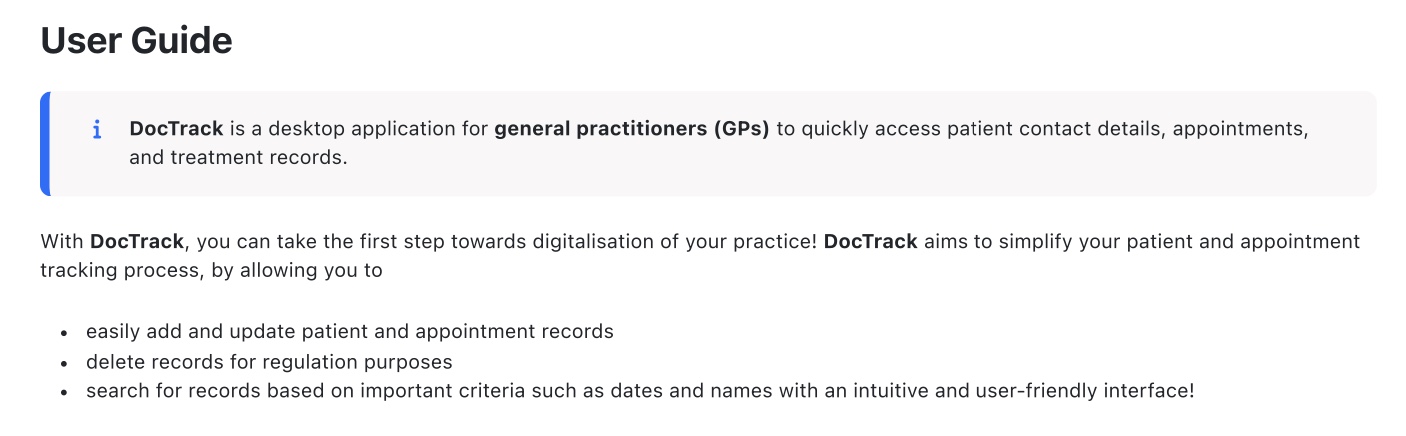 User Guide
i DocTrack is a desktop application for general practitioners (GPs) to quickly access patient contact details, appointments,
and treatment records.
With DocTrack, you can take the first step towards digitalisation of your practice! DocTrack aims to simplify your patient and appointment
tracking process, by allowing you to
• easily add and update patient and appointment records
• delete records for regulation purposes
• search for records based on important criteria such as dates and names with an intuitive and user-friendly interface!